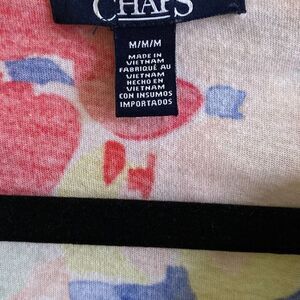 CHAPS
M/M/M
MADE IN
VIETNAM
FABRIQUÉ AU
VIETNAM
HECHO EN
VIETNAM
CON INSUMOS
IMPORTADOS